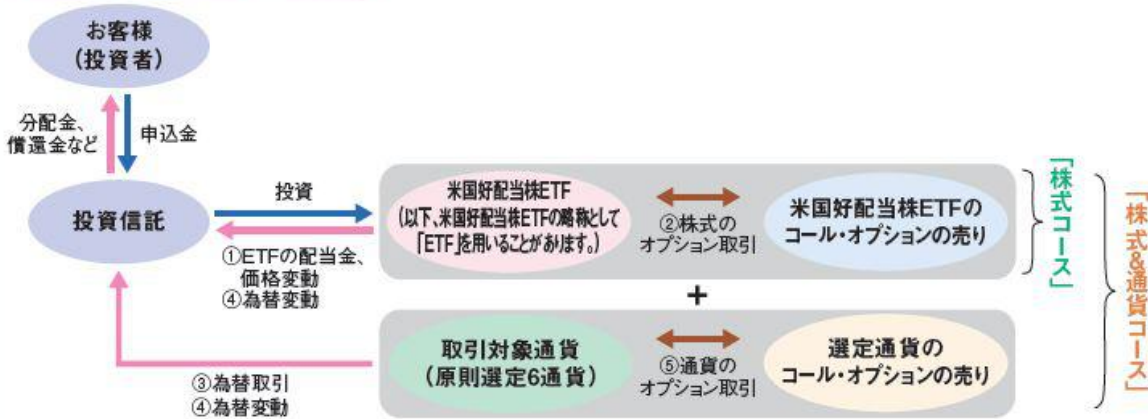 お客様
(投資者)
分配金、
償還金など
申込金
投資信託
投資
①ETFの配当金、
価格変動
④為替変動
米国好配当株ETF
(以下、米国好配当株ETFの略称として
「ETF」を用いることがあります。)
②株式の
オプション取引
米国好配当株ETFの
コール・オプションの売り
「株式コース」
「株式&通貨コース」
+
取引対象通貨
(原則選定6通貨)
⑤通貨の
オプション取引
選定通貨の
コール・オプションの売り
③為替取引
④為替変動